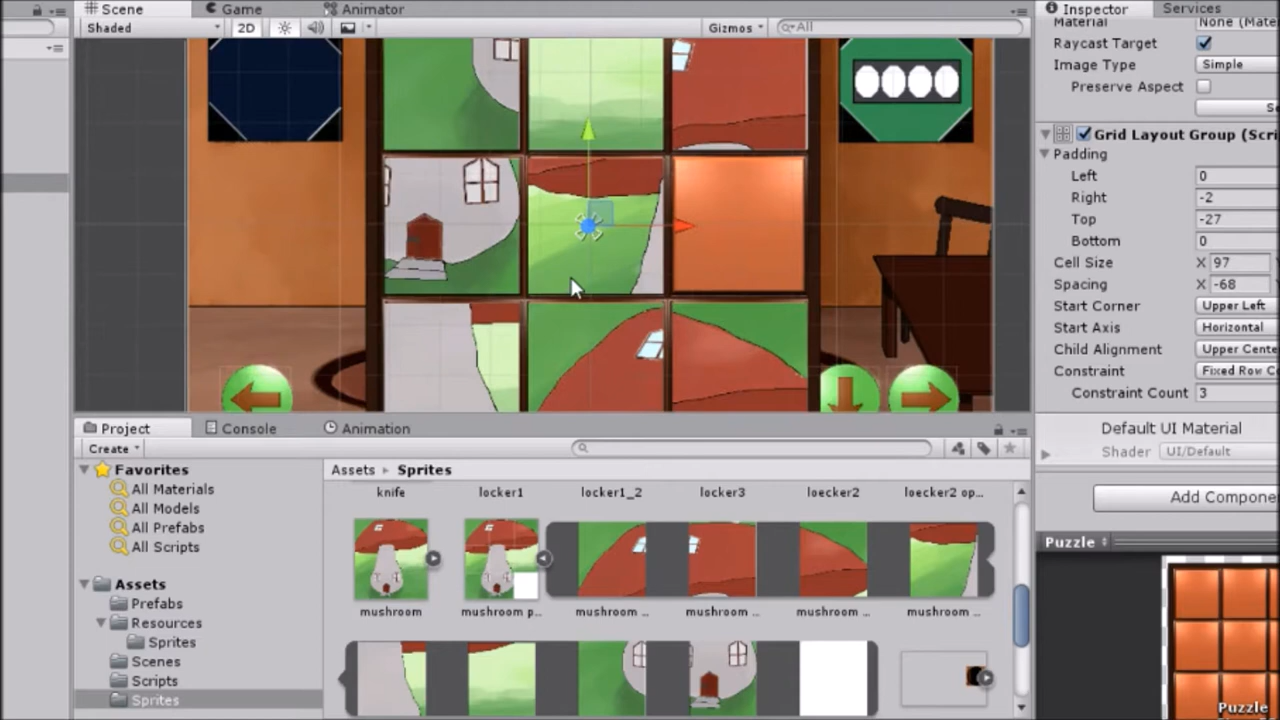 Scene Game Animator
Shaded 2D Gizmos All
Inspector Services
Material None (Mate
Raycast Target
Image Type Simple
Preserve Aspect
S
Grid Layout Group (Scri
Padding
Left 0
Right -2
Top -27
Bottom 0
Cell Size X 97
Spacing X -68
Start Corner Upper Left
Start Axis Horizontal
Child Alignment Upper Cente
Constraint Fixed Row C
Constraint Count 3
Default UI Material
Shader UI/Default
Add Compone
Puzzle
Puzzle
Project Console Animation
Create
Favorites
All Materials
All Models
All Prefabs
All Scripts
Assets
Prefabs
Resources
Sprites
Scenes
Scripts
Sprites
Assets Sprites
knife locker1 locker1_2 locker3 loecker2 loecker2 op...
mushroom mushroom p... mushroom ... mushroom ... mushroom ... mushroom ...